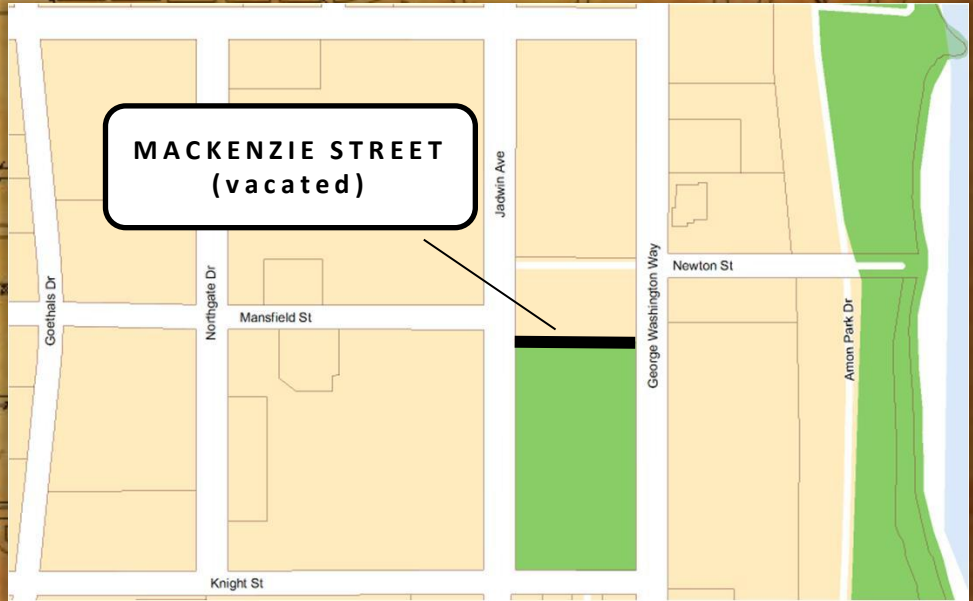 MACKENZIE STREET
(vacated)
Jadwin Ave
Newton St
George Washington Way
Goethals Dr
Northgate Dr
Mansfield St
Amon Park Dr
Knight St